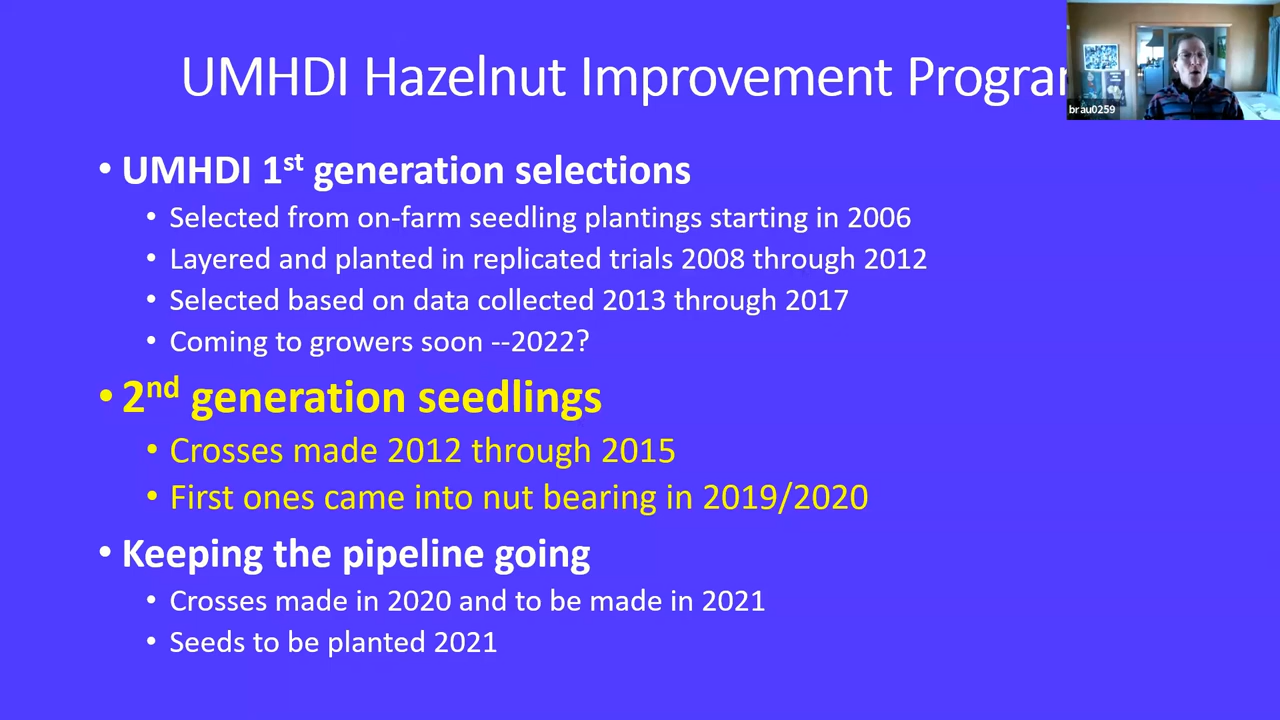 UMHDI Hazelnut Improvement Progra
brau0259
• UMHDI 1st generation selections
• Selected from on-farm seedling plantings starting in 2006
• Layered and planted in replicated trials 2008 through 2012
• Selected based on data collected 2013 through 2017
• Coming to growers soon --2022?
• 2nd generation seedlings
• Crosses made 2012 through 2015
• First ones came into nut bearing in 2019/2020
• Keeping the pipeline going
• Crosses made in 2020 and to be made in 2021
• Seeds to be planted 2021